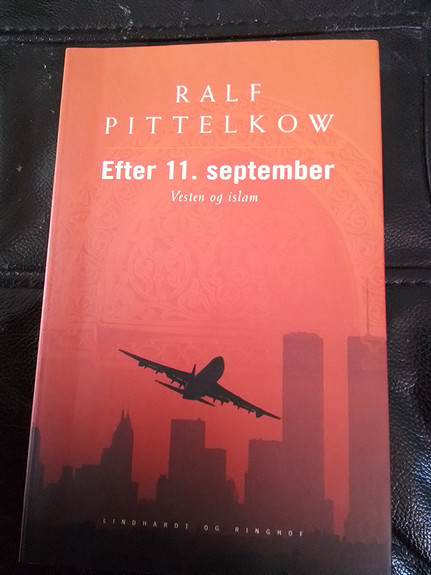 RALF
PITTELKOW
Efter 11. september
Vesten og islam
LINDHARDT OG RINGHOF